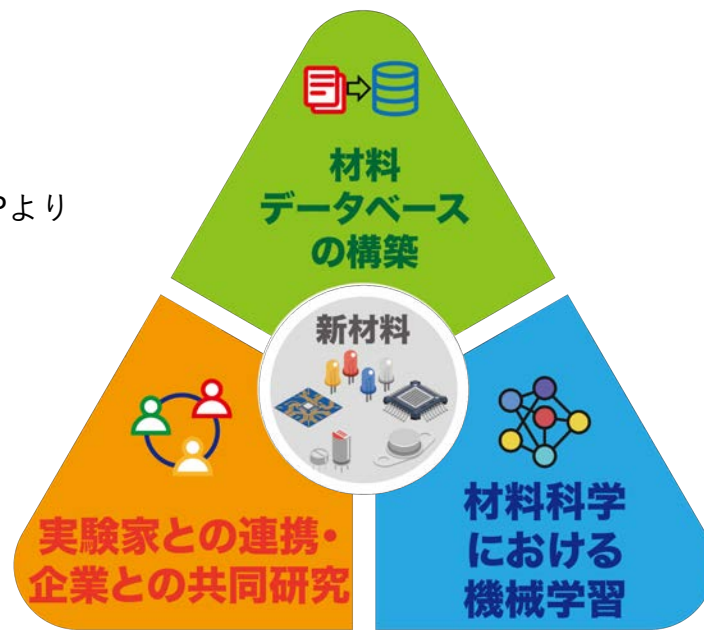 材料
データベース
の構築
Pより
新材料
実験家との連携・
企業との共同研究
材料科学
における
機械学習